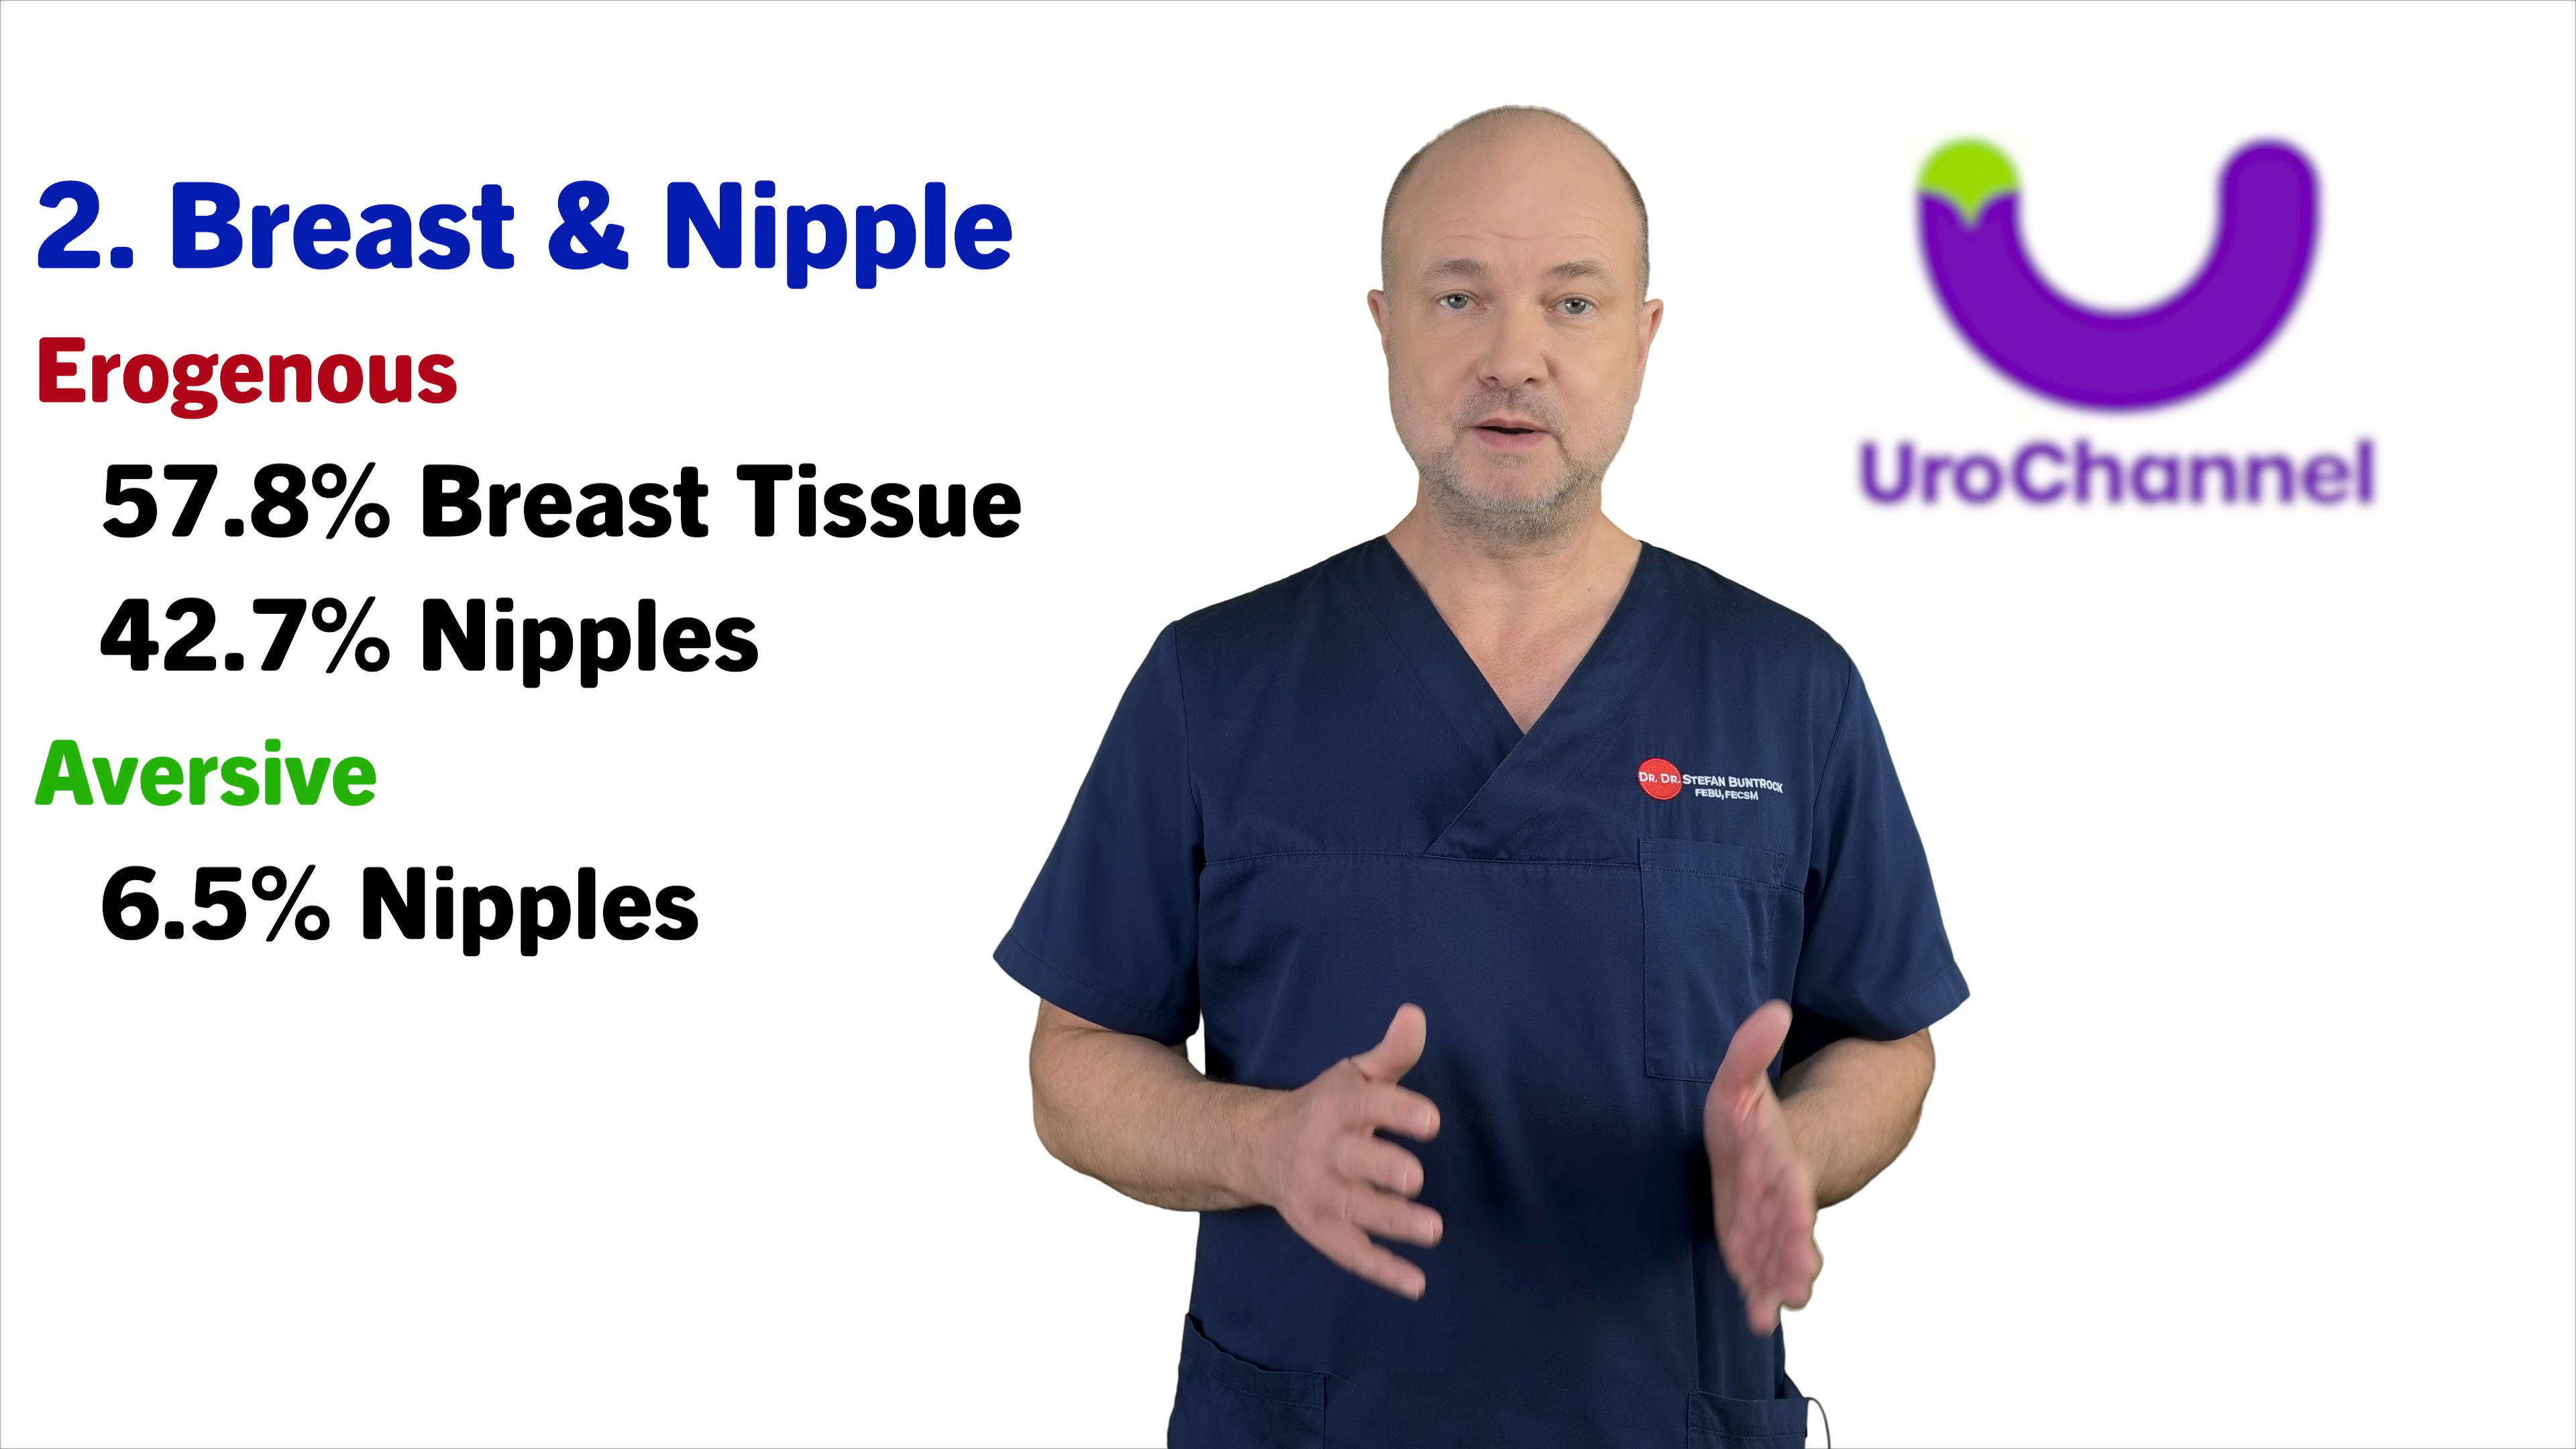 2. Breast & Nipple
Erogenous
57.8% Breast Tissue
42.7% Nipples
Aversive
6.5% Nipples
UroChannel
DR. DR. STEFAN BUNTROCK
FEBU, FECSM